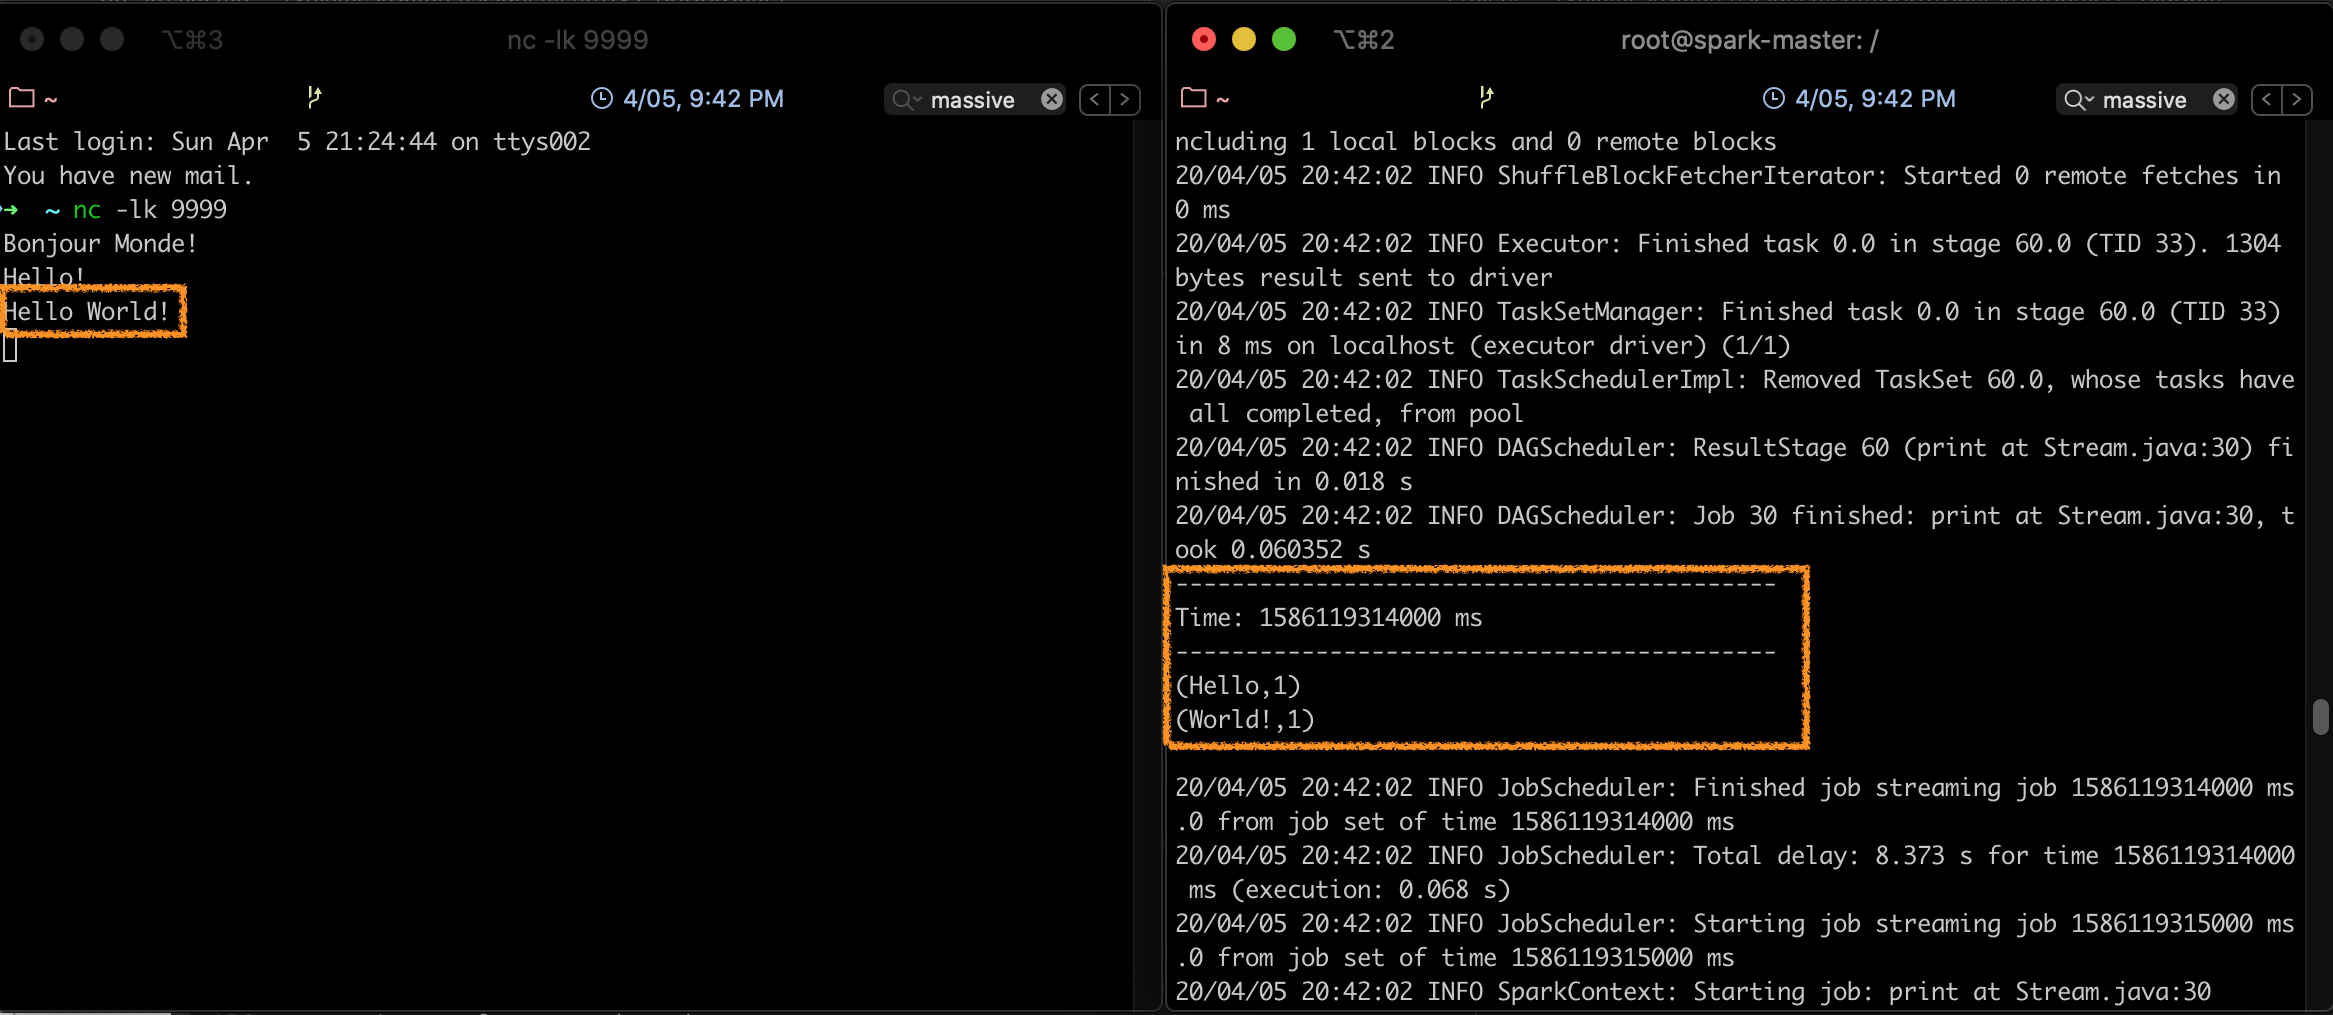 ⌥⌘3
nc -lk 9999
~
4/05, 9:42 PM
massive
Last login: Sun Apr  5 21:24:44 on ttys002
You have new mail.
➜  ~ nc -lk 9999
Bonjour Monde!
Hello!
Hello World!
⌥⌘2
root@spark-master: /
~
4/05, 9:42 PM
massive
ncluding 1 local blocks and 0 remote blocks
20/04/05 20:42:02 INFO ShuffleBlockFetcherIterator: Started 0 remote fetches in
0 ms
20/04/05 20:42:02 INFO Executor: Finished task 0.0 in stage 60.0 (TID 33). 1304
bytes result sent to driver
20/04/05 20:42:02 INFO TaskSetManager: Finished task 0.0 in stage 60.0 (TID 33)
in 8 ms on localhost (executor driver) (1/1)
20/04/05 20:42:02 INFO TaskSchedulerImpl: Removed TaskSet 60.0, whose tasks have
 all completed, from pool
20/04/05 20:42:02 INFO DAGScheduler: ResultStage 60 (print at Stream.java:30) fi
nished in 0.018 s
20/04/05 20:42:02 INFO DAGScheduler: Job 30 finished: print at Stream.java:30, t
ook 0.060352 s
-------------------------------------------
Time: 1586119314000 ms
-------------------------------------------
(Hello,1)
(World!,1)
20/04/05 20:42:02 INFO JobScheduler: Finished job streaming job 1586119314000 ms
.0 from job set of time 1586119314000 ms
20/04/05 20:42:02 INFO JobScheduler: Total delay: 8.373 s for time 1586119314000
 ms (execution: 0.068 s)
20/04/05 20:42:02 INFO JobScheduler: Starting job streaming job 1586119315000 ms
.0 from job set of time 1586119315000 ms
20/04/05 20:42:02 INFO SparkContext: Starting job: print at Stream.java:30